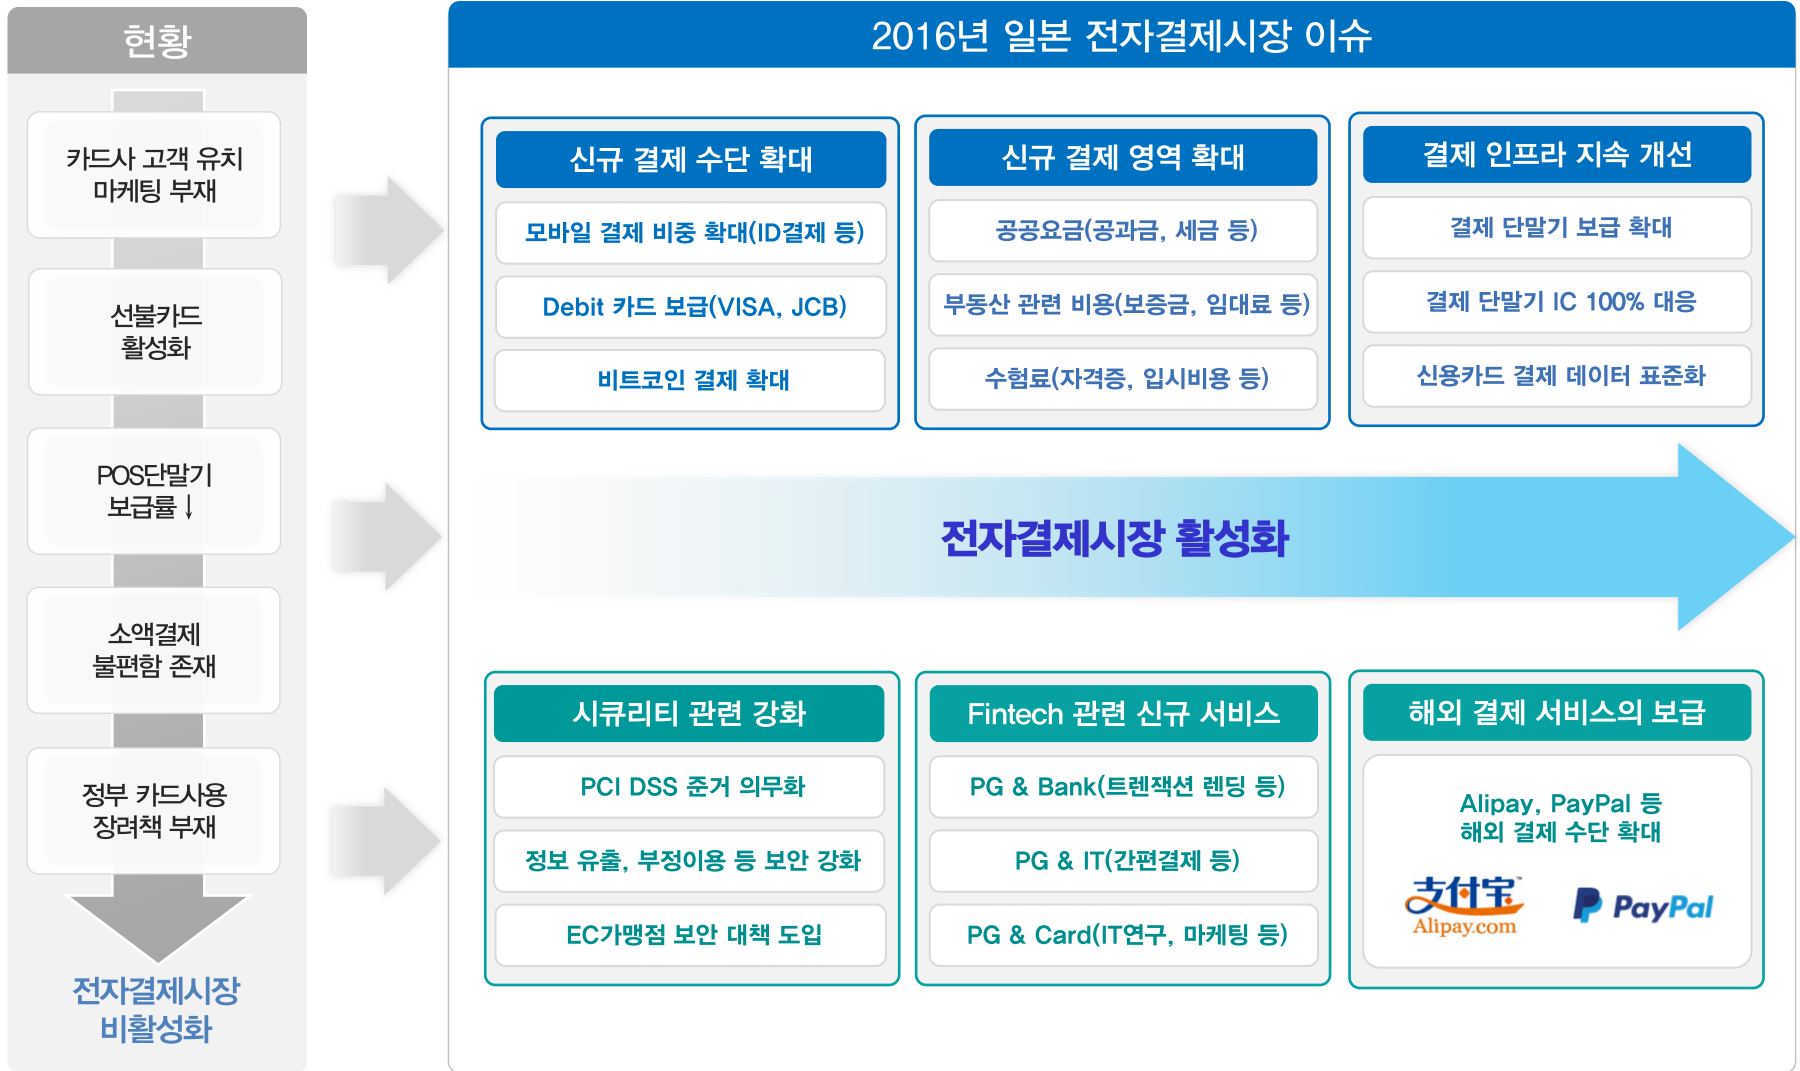 현황
카드사 고객 유치
마케팅 부재
선불카드
활성화
POS단말기
보급률↓
소액결제
불편함 존재
정부 카드사용
장려책 부재
전자결제시장
비활성화
2016년 일본 전자결제시장 이슈
신규 결제 수단 확대
모바일 결제 비중 확대(ID결제 등)
Debit 카드 보급(VISA, JCB)
비트코인 결제 확대
신규 결제 영역 확대
공공요금(공과금, 세금 등)
부동산 관련 비용(보증금, 임대료 등)
수험료(자격증, 입시비용 등)
결제 인프라 지속 개선
결제 단말기 보급 확대
결제 단말기 IC 100% 대응
신용카드 결제 데이터 표준화
전자결제시장 활성화
시큐리티 관련 강화
PCI DSS 준거 의무화
정보 유출, 부정이용 등 보안 강화
EC가맹점 보안 대책 도입
Fintech 관련 신규 서비스
PG & Bank(트렌잭션 렌딩 등)
PG & IT(간편결제 등)
PG & Card(IT연구, 마케팅 등)
해외 결제 서비스의 보급
Alipay, PayPal 등
해외 결제 수단 확대
支付宝™
Alipay.com
PayPal